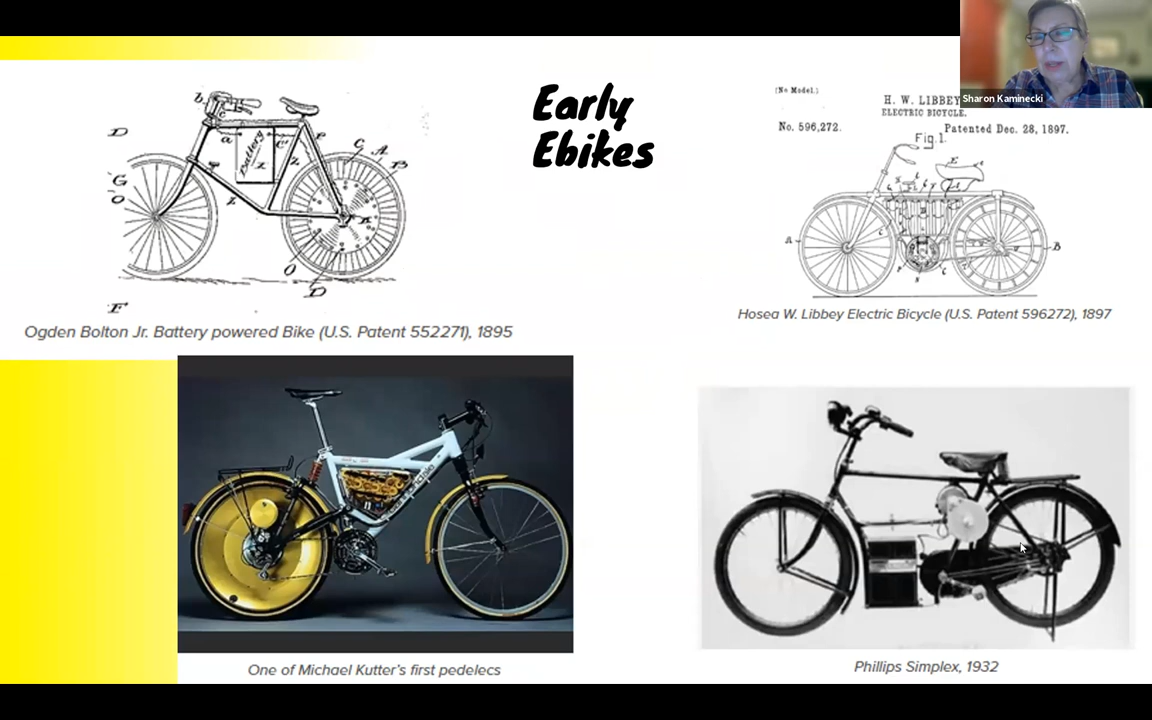 Sharon Kaminecki
Early
Ebikes
b
c
D
a
Battery
C
A
B
G
O
z
z
O
D
F
Ogden Bolton Jr. Battery powered Bike (U.S. Patent 552271), 1895
(No Model.)
H. W. LIBBEY
ELECTRIC BICYCLE.
No. 596,272.
Patented Dec. 28, 1897.
Fig. 1.
E
A
B
Hosea W. Libbey Electric Bicycle (U.S. Patent 596272), 1897
One of Michael Kutter's first pedelecs
Phillips Simplex, 1932